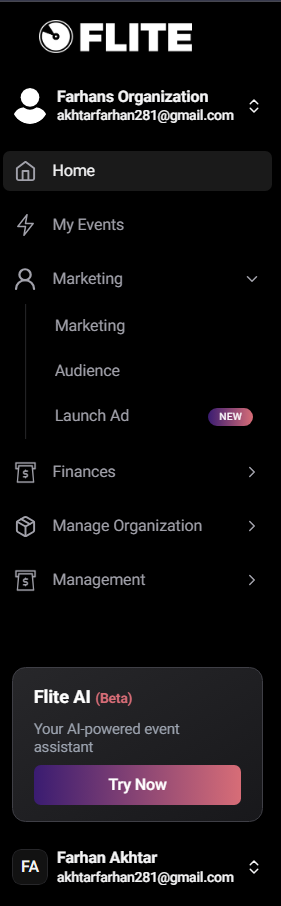 FLITE
Farhans Organization
akhtarfarhan281@gmail.com
Home
My Events
Marketing
Marketing
Audience
Launch Ad NEW
Finances
Manage Organization
Management
Flite AI (Beta)
Your AI-powered event
assistant
Try Now
FA
Farhan Akhtar
akhtarfarhan281@gmail.com